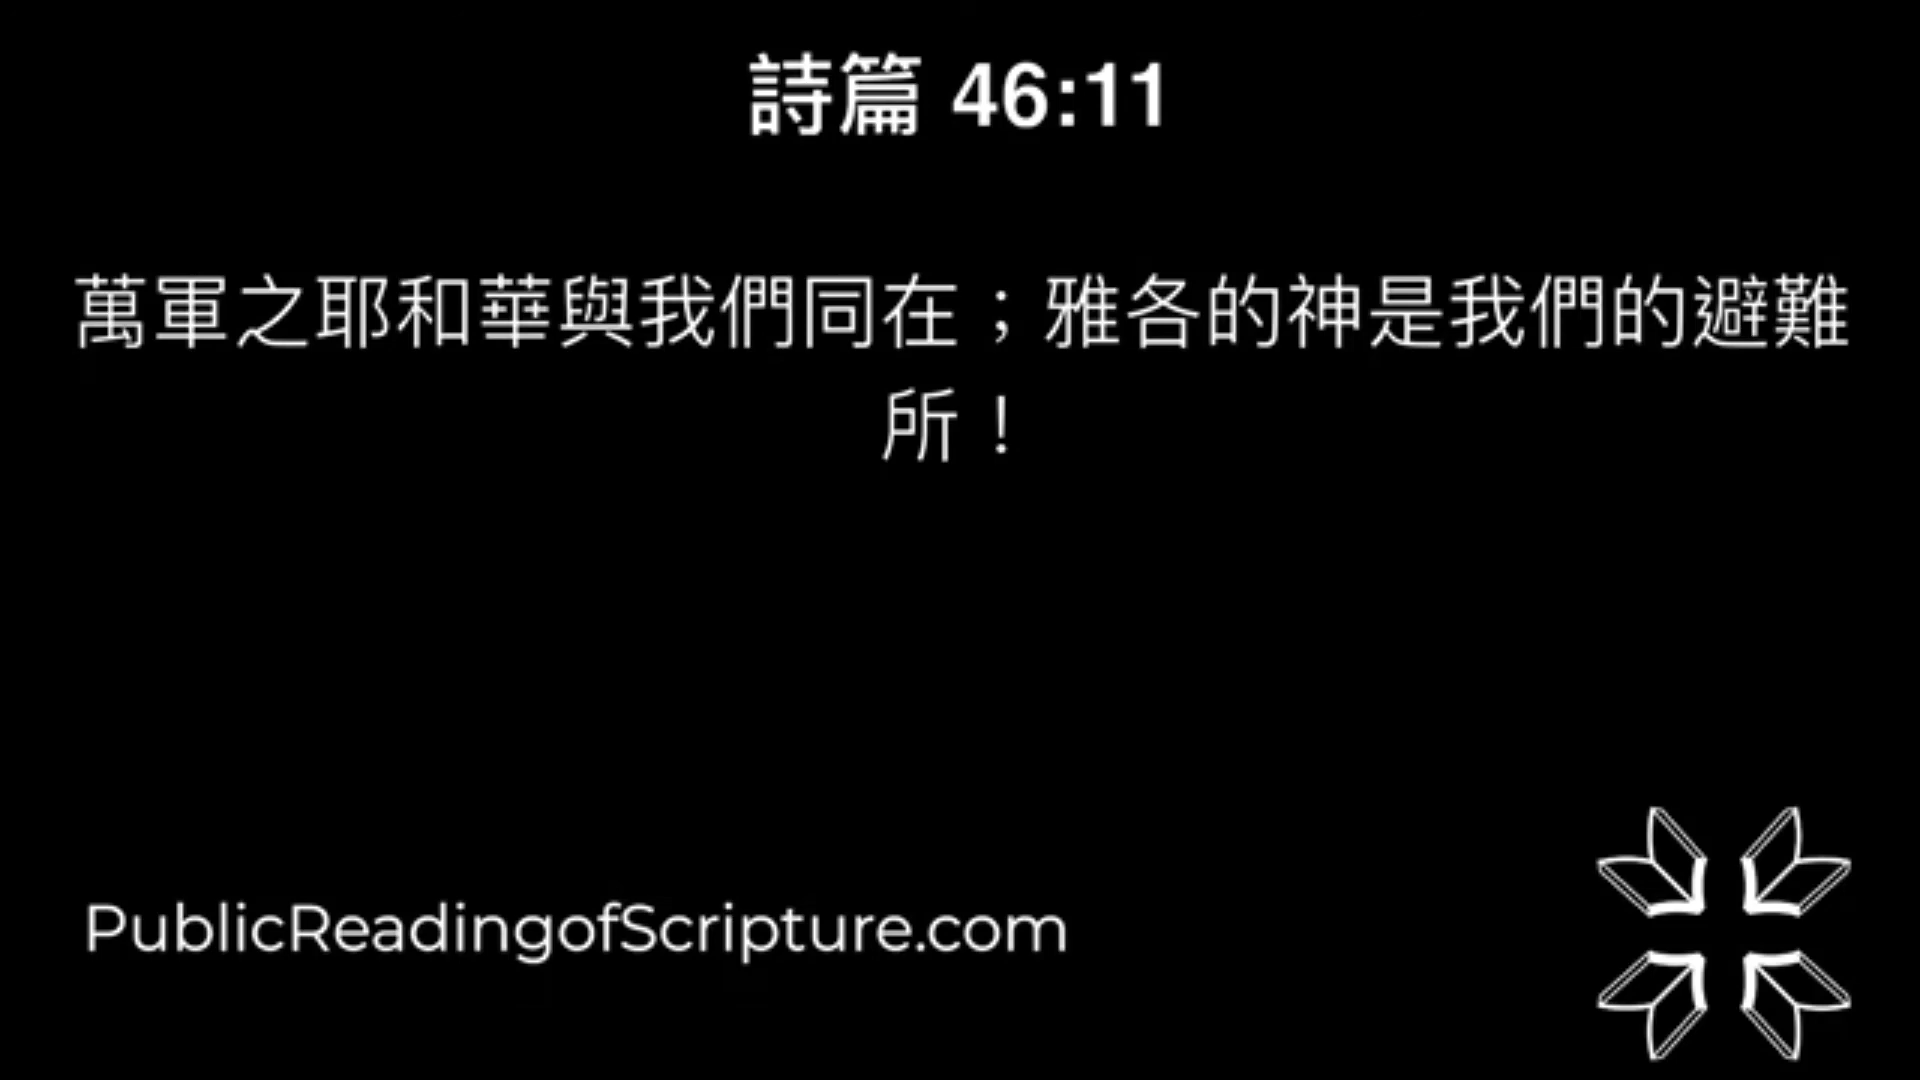 詩篇 46:11
萬軍之耶和華與我們同在；雅各的神是我們的避難
所！
PublicReadingofScripture.com